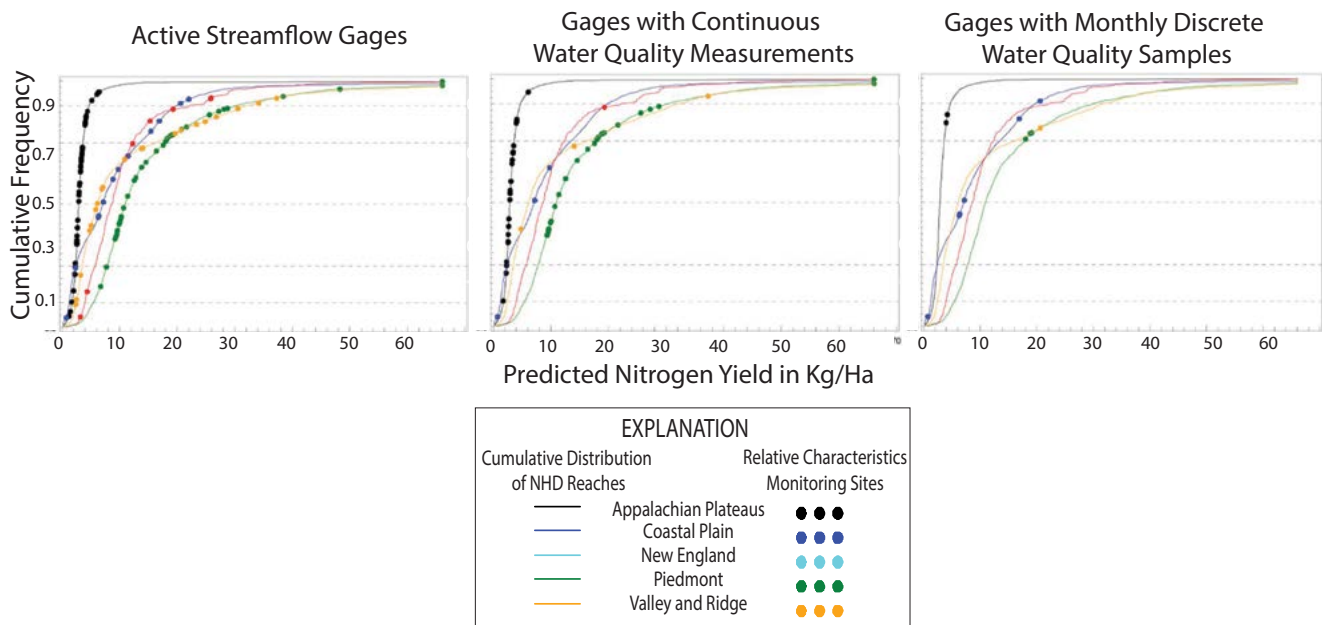 Active Streamflow Gages
Gages with Continuous
Water Quality Measurements
Gages with Monthly Discrete
Water Quality Samples
Cumulative Frequency
0.9
0.7
0.5
0.3
0.1
0 10 20 30 40 50 60
0 10 20 30 40 50 60
0 10 20 30 40 50 60
Predicted Nitrogen Yield in Kg/Ha
EXPLANATION
Cumulative Distribution
of NHD Reaches
Relative Characteristics
Monitoring Sites
Appalachian Plateaus
Coastal Plain
New England
Piedmont
Valley and Ridge